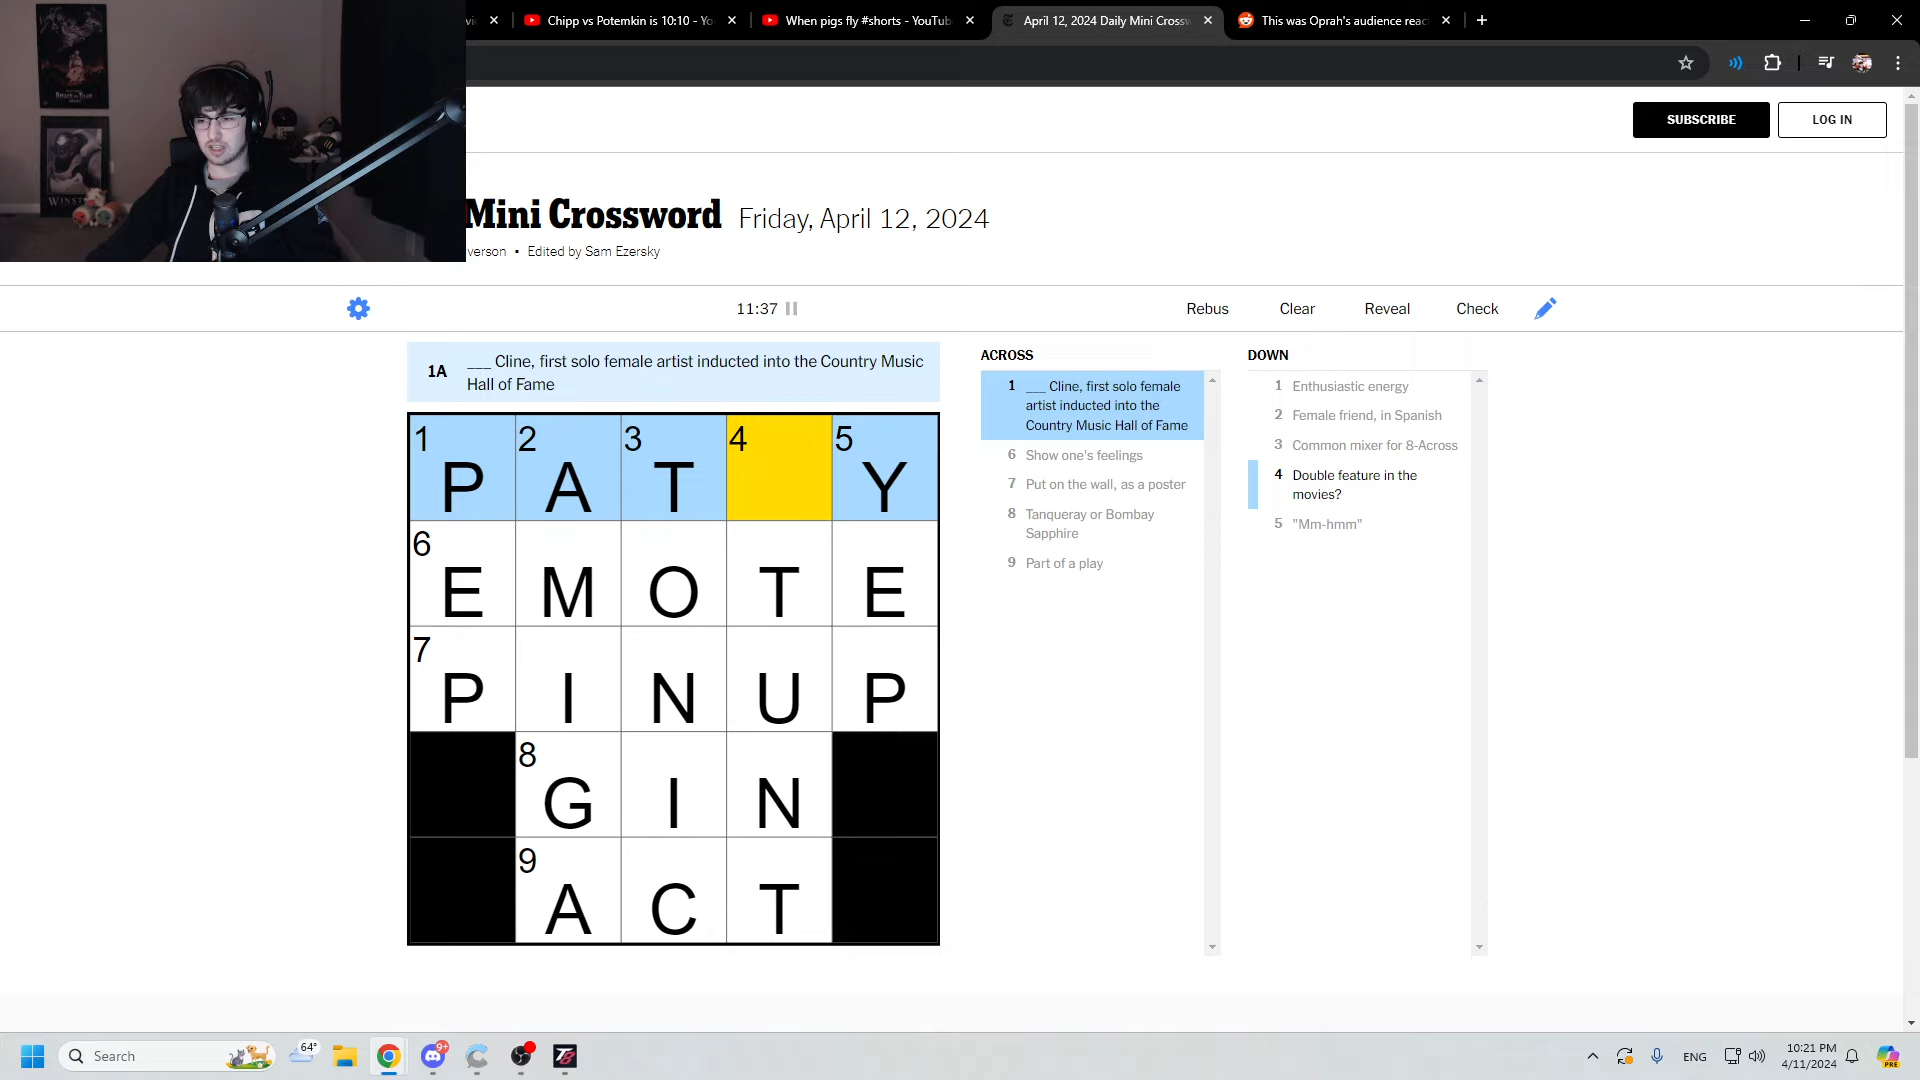 Chipp vs Potemkin is 10:10 - Yo
When pigs fly #shorts - YouTub
April 12, 2024 Daily Mini Crossw
This was Oprah's audience reac
SUBSCRIBE
LOG IN
Mini Crossword Friday, April 12, 2024
verson • Edited by Sam Ezersky
11:37
Rebus
Clear
Reveal
Check
1A ___ Cline, first solo female artist inducted into the Country Music
Hall of Fame
ACROSS
1 ___ Cline, first solo female
artist inducted into the
Country Music Hall of Fame
6 Show one's feelings
7 Put on the wall, as a poster
8 Tanqueray or Bombay
Sapphire
9 Part of a play
DOWN
1 Enthusiastic energy
2 Female friend, in Spanish
3 Common mixer for 8-Across
4 Double feature in the
movies?
5 "Mm-hmm"
1 2 3 4 5
P A T Y
6
E M O T E
7
P I N U P
8
G I N
9
A C T
64°
Search
9+
ENG
10:21 PM
4/11/2024
PRE